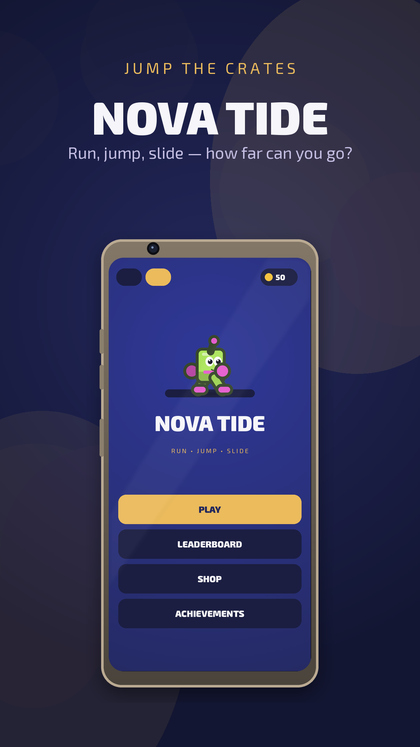 JUMP THE CRATES
NOVA TIDE
Run, jump, slide — how far can you go?
50
NOVA TIDE
RUN • JUMP • SLIDE
PLAY
LEADERBOARD
SHOP
ACHIEVEMENTS